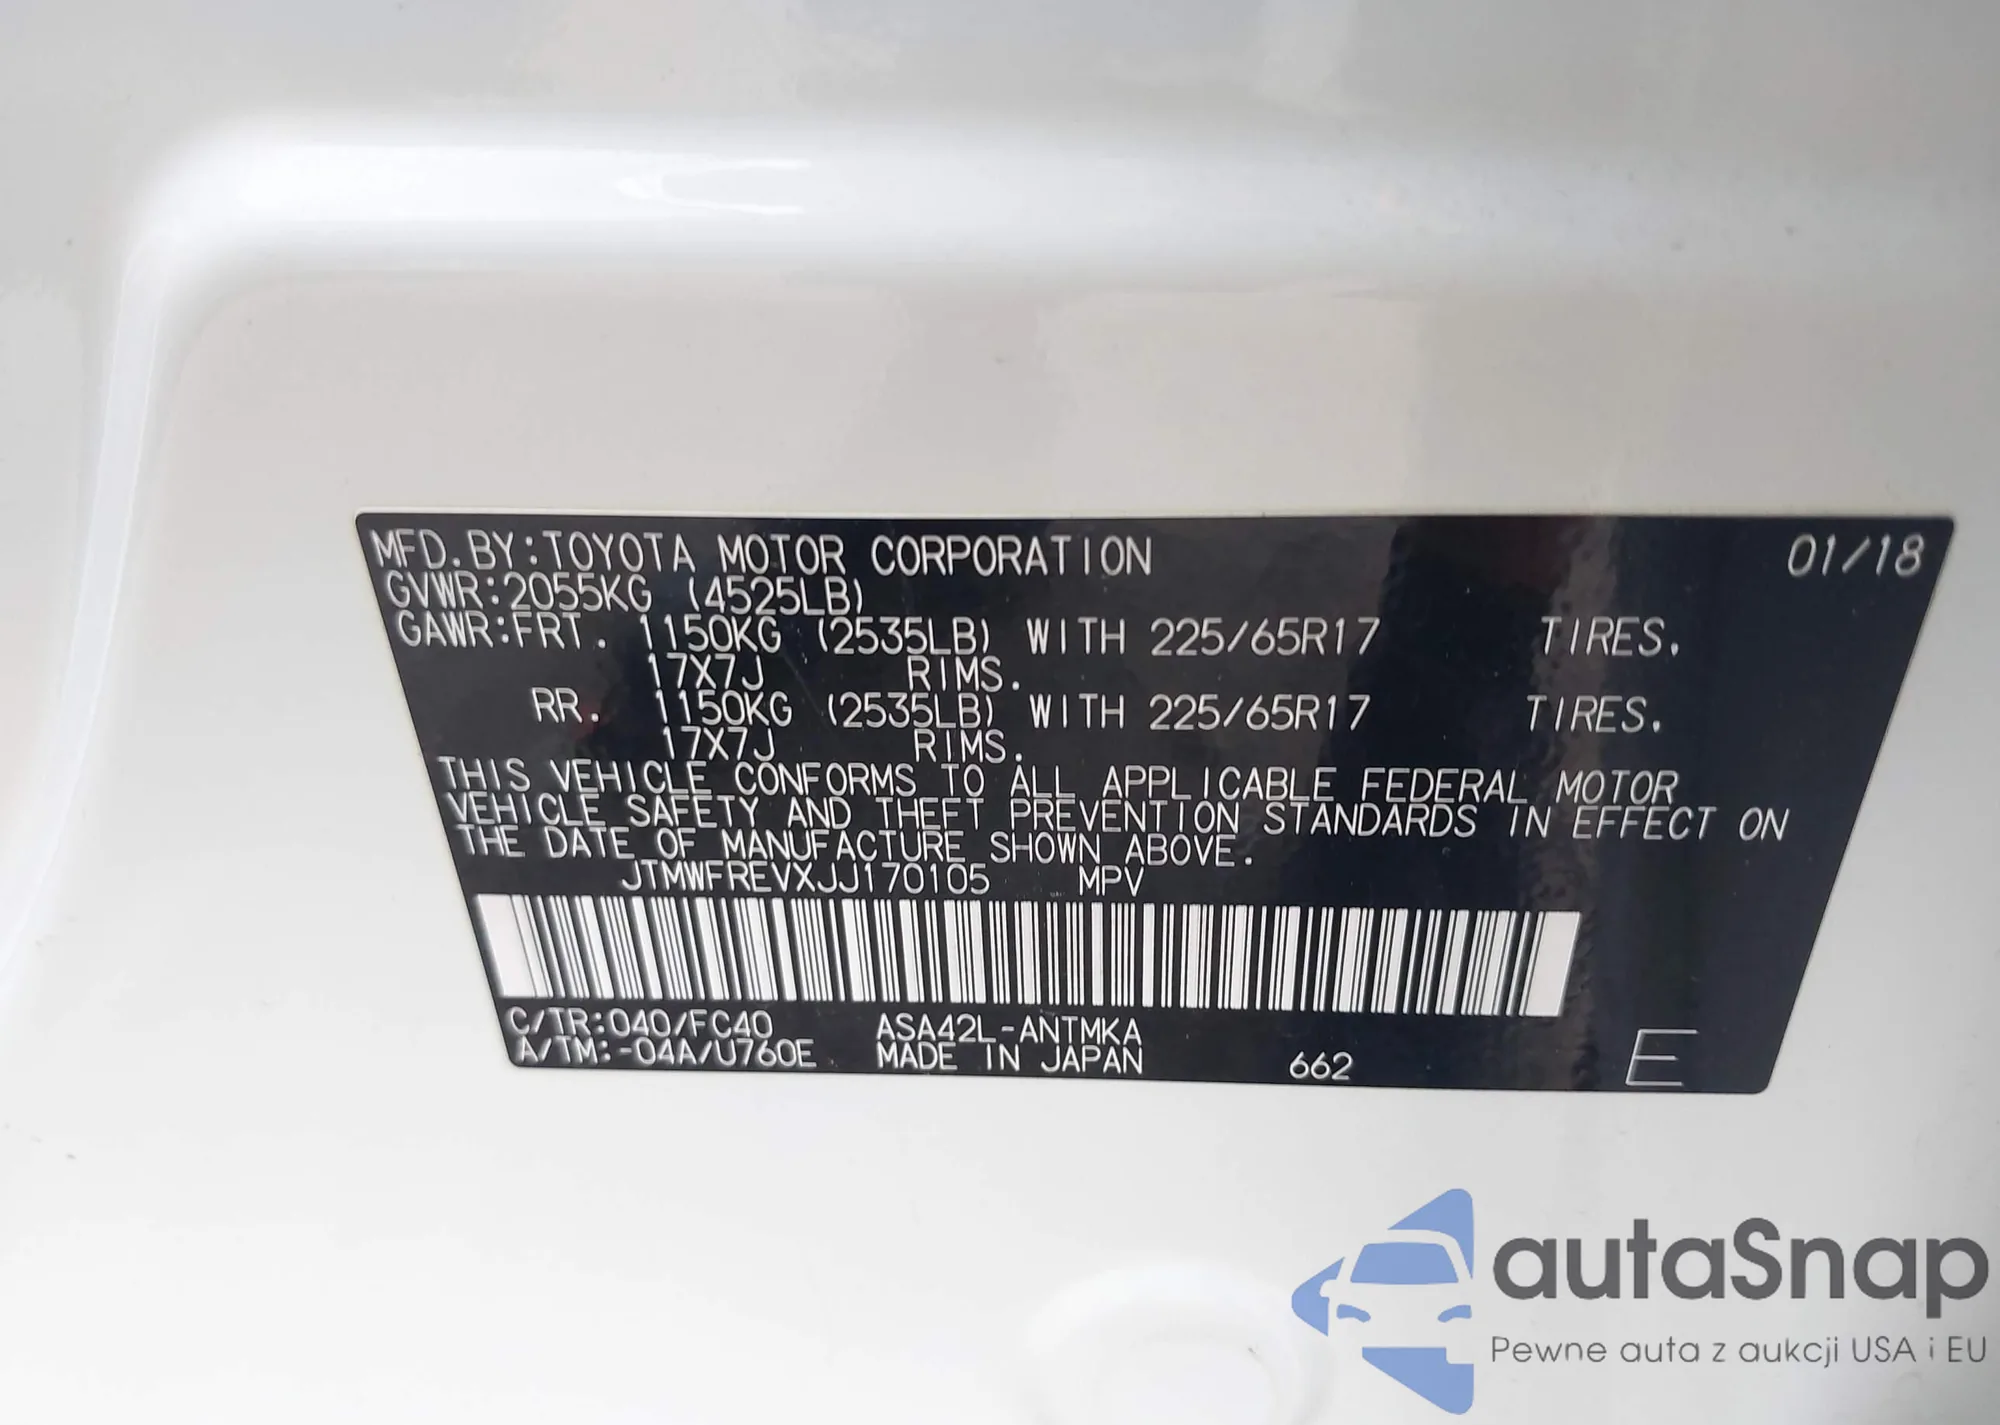 MFD.BY:TOYOTA MOTOR CORPORATION 01/18
GVWR:2055KG (4525LB)
GAWR:FRT. 1150KG (2535LB) WITH 225/65R17 TIRES.
17X7J RIMS.
RR. 1150KG (2535LB) WITH 225/65R17 TIRES.
17X7J RIMS.
THIS VEHICLE CONFORMS TO ALL APPLICABLE FEDERAL MOTOR
VEHICLE SAFETY AND THEFT PREVENTION STANDARDS IN EFFECT ON
THE DATE OF MANUFACTURE SHOWN ABOVE.
JTMWFREVXJJ170105 MPV
C/TR:040/FC40 ASA42L-ANTMKA
A/TM:-04A/U760E MADE IN JAPAN 662 E
autaSnap
Pewne auta z aukcji USA i EU